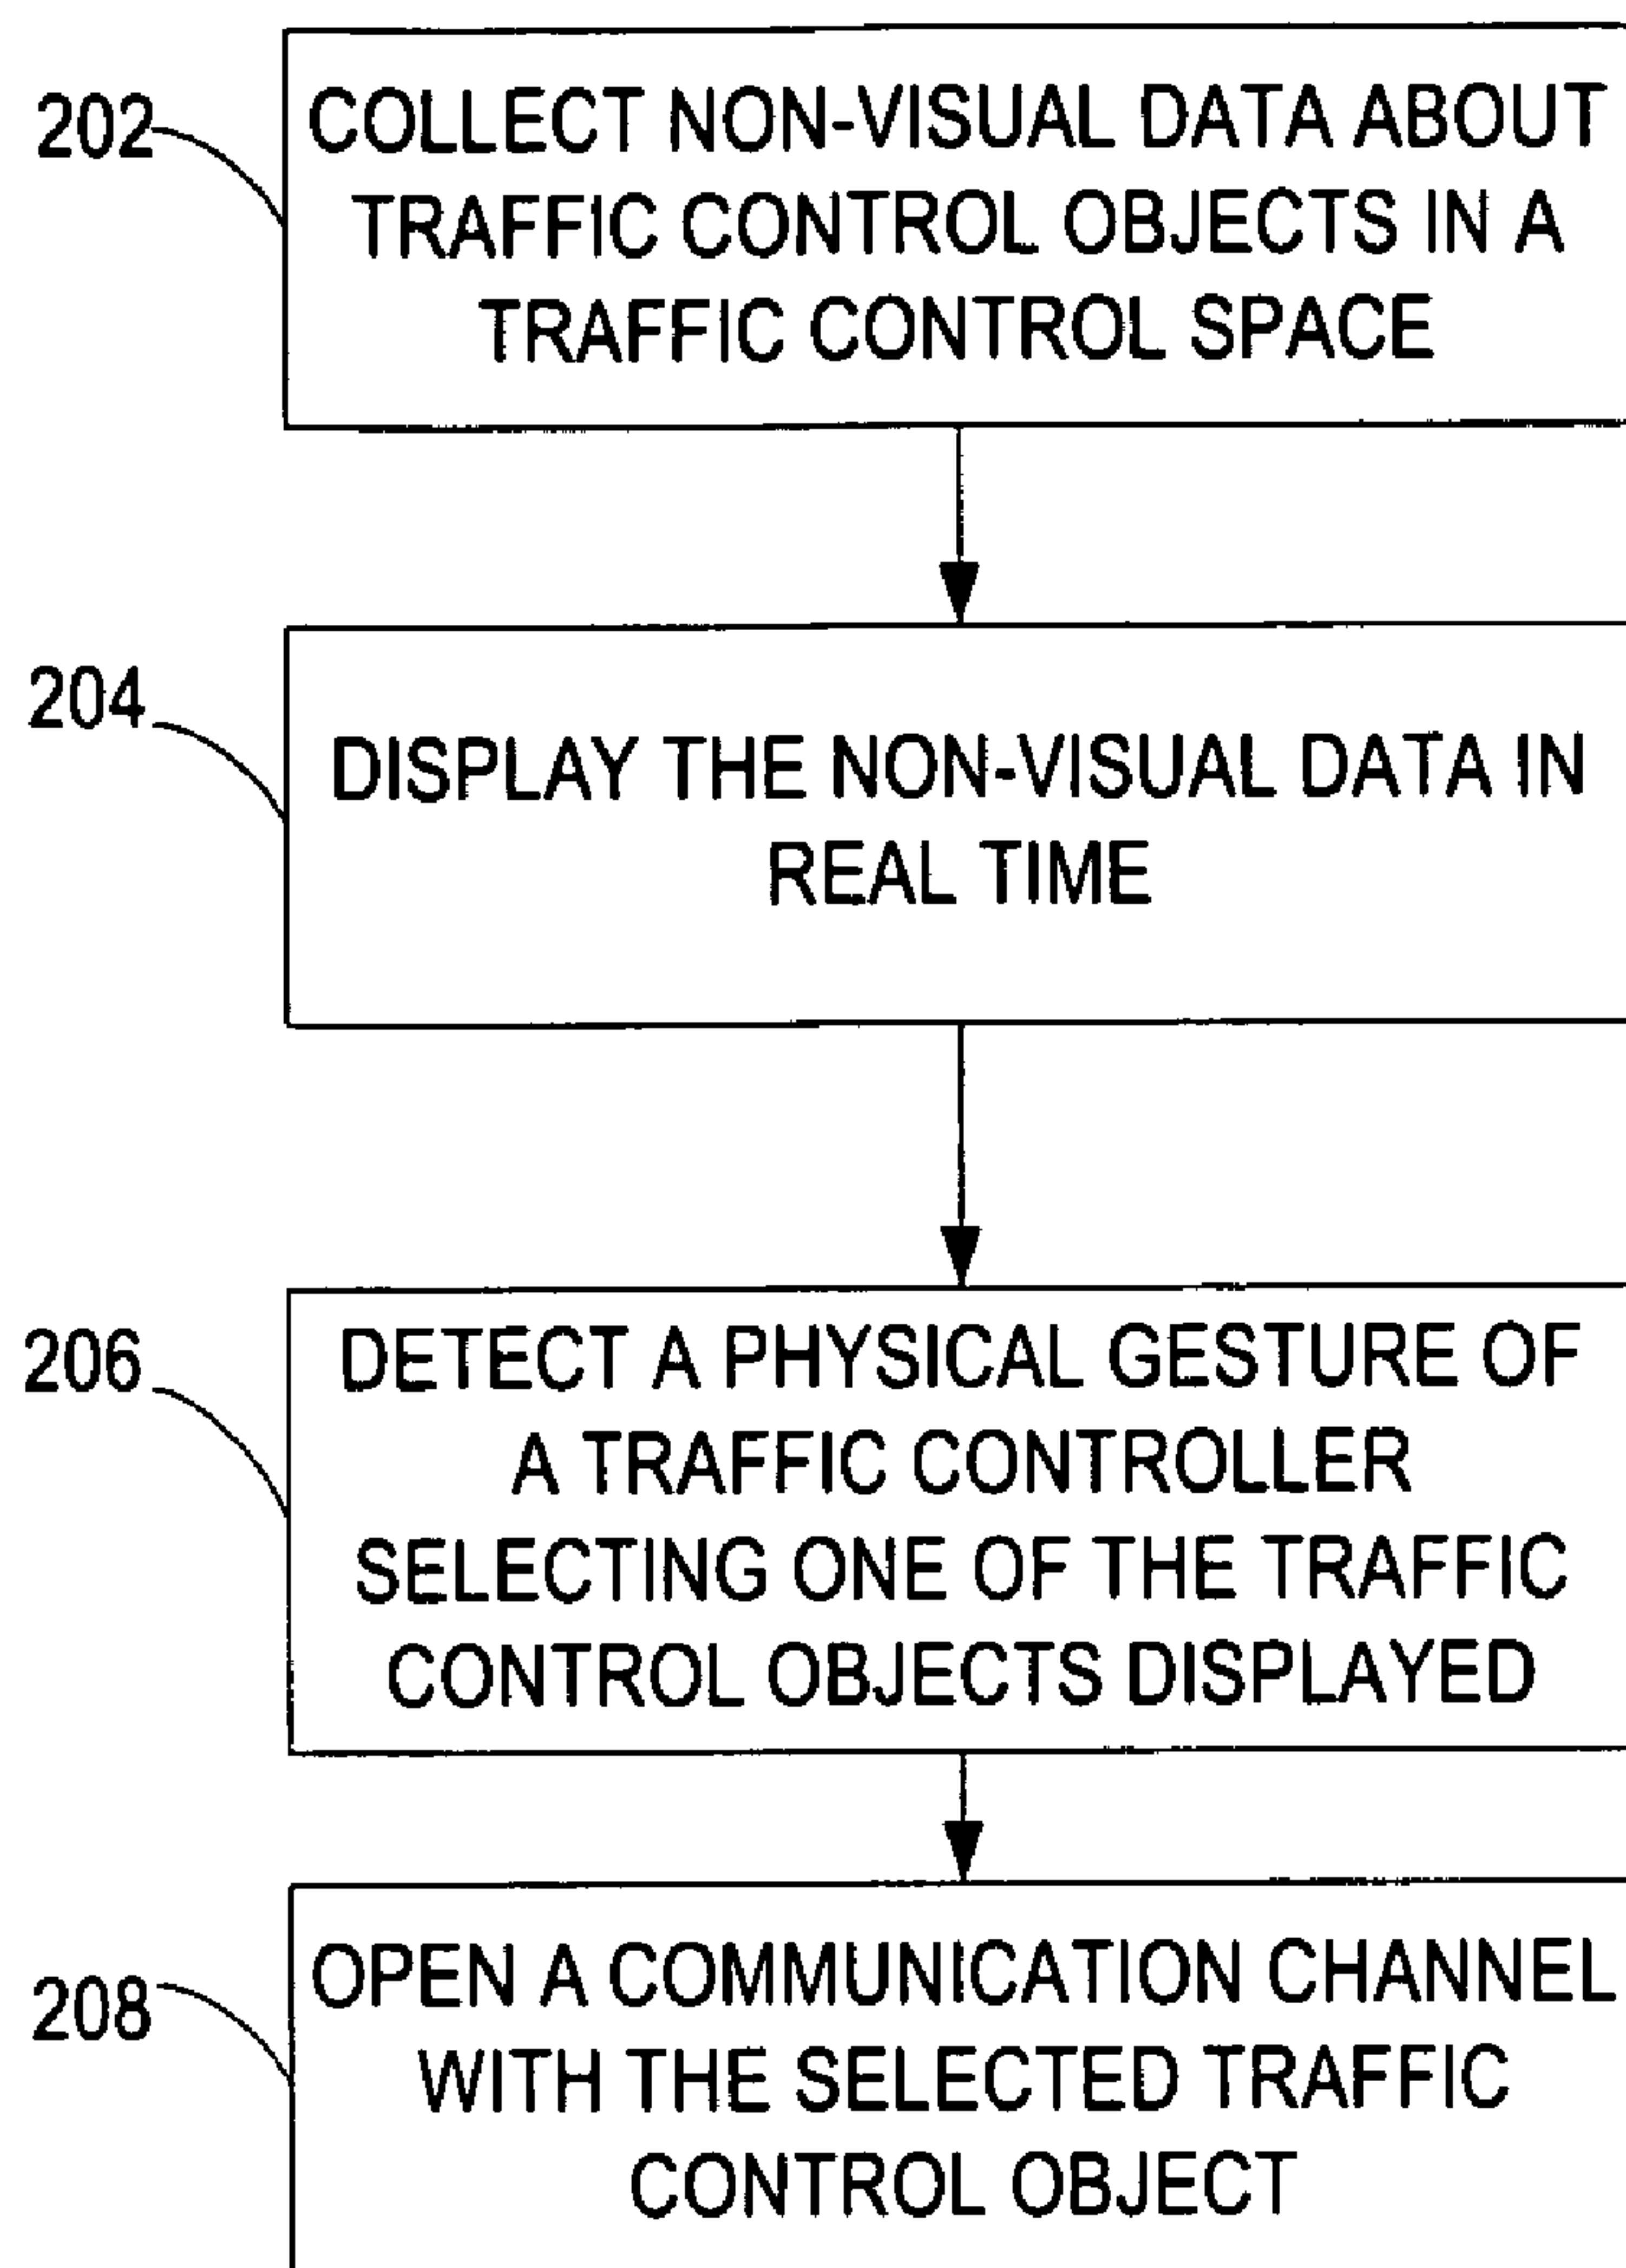 202
COLLECT NON-VISUAL DATA ABOUT
TRAFFIC CONTROL OBJECTS IN A
TRAFFIC CONTROL SPACE
204
DISPLAY THE NON-VISUAL DATA IN
REAL TIME
206
DETECT A PHYSICAL GESTURE OF
A TRAFFIC CONTROLLER
SELECTING ONE OF THE TRAFFIC
CONTROL OBJECTS DISPLAYED
208
OPEN A COMMUNICATION CHANNEL
WITH THE SELECTED TRAFFIC
CONTROL OBJECT